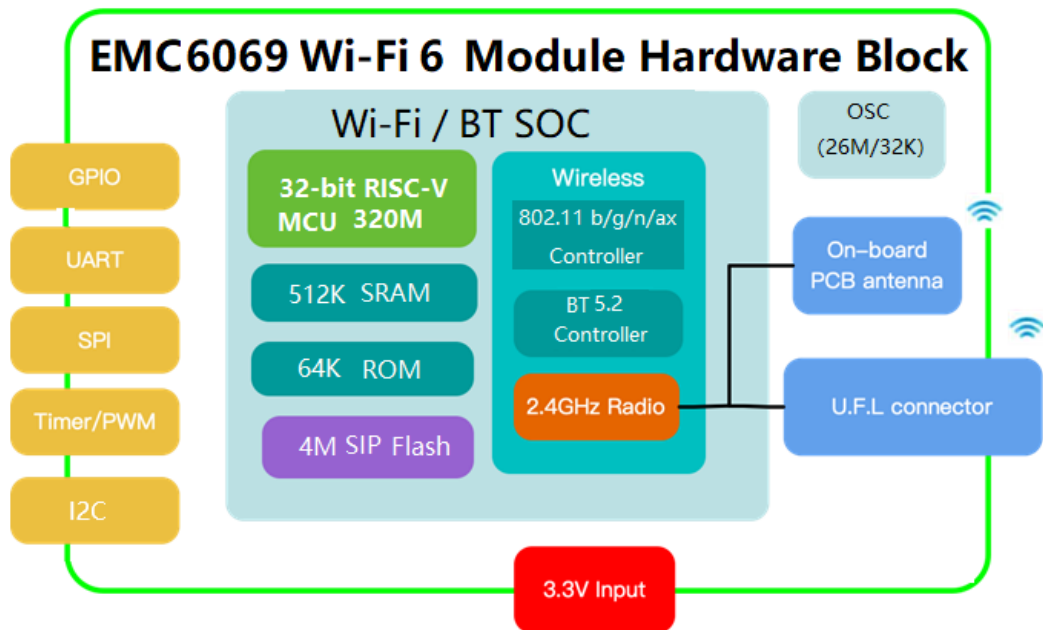 EMC6069 Wi-Fi 6 Module Hardware Block
Wi-Fi / BT SOC
OSC
(26M/32K)
GPIO
UART
SPI
Timer/PWM
I2C
32-bit RISC-V
MCU 320M
512K SRAM
64K ROM
4M SIP Flash
Wireless
802.11 b/g/n/ax
Controller
BT 5.2
Controller
2.4GHz Radio
On-board
PCB antenna
U.F.L connector
3.3V Input